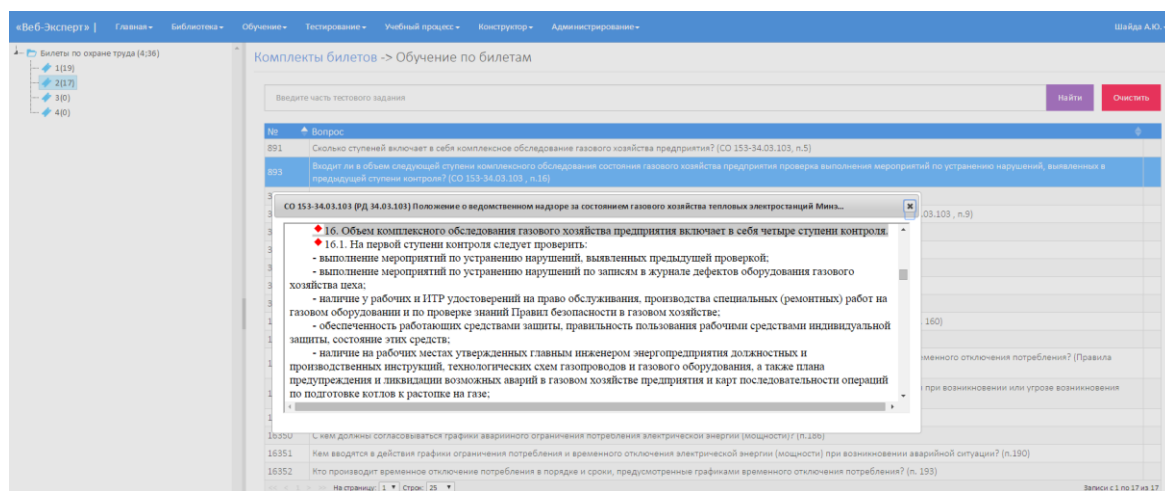 «Веб-Эксперт» | Главная Библиотека Обучение Тестирование Учебный процесс Конструктор Администрирование Шайда А.Ю.
Билеты по охране труда (4;36)
1(19)
2(17)
3(0)
4(0)
Комплекты билетов -> Обучение по билетам
Введите часть тестового задания Найти Очистить
№ Вопрос
891 Сколько ступеней включает в себя комплексное обследование газового хозяйства предприятия? (СО 153-34.03.103, п.5)
893 Входит ли в объем следующей ступени комплексного обследования состояния газового хозяйства предприятия проверка выполнения мероприятий по устранению нарушений, выявленных в
предыдущей ступени контроля? (СО 153-34.03.103 , п.16)
СО 153-34.03.103 (РД 34.03.103) Положение о ведомственном надзоре за состоянием газового хозяйства тепловых электростанций Минэ...
.03.103 , п.9)
16. Объем комплексного обследования газового хозяйства предприятия включает в себя четыре ступени контроля.
16.1. На первой ступени контроля следует проверить:
- выполнение мероприятий по устранению нарушений, выявленных предыдущей проверкой;
- выполнение мероприятий по устранению нарушений по записям в журнале дефектов оборудования газового
хозяйства цеха;
- наличие у рабочих и ИТР удостоверений на право обслуживания, производства специальных (ремонтных) работ на
газовом оборудовании и по проверке знаний Правил безопасности в газовом хозяйстве;
- обеспеченность работающих средствами защиты, правильность пользования рабочими средствами индивидуальной
защиты, состояние этих средств;
- наличие на рабочих местах утвержденных главным инженером энергопредприятия должностных и
производственных инструкций, технологических схем газопроводов и газового оборудования, а также плана
предупреждения и ликвидации возможных аварий в газовом хозяйстве предприятия и карт последовательности операций
по подготовке котлов к растопке на газе;
160)
временного отключения потребления? (Правила
при возникновении или угрозе возникновения
16350 С кем должны согласовываться графики аварийного ограничения потребления электрической энергии (мощности)? (п.186)
16351 Кем вводятся в действия графики ограничения потребления и временного отключения электрической энергии (мощности) при возникновении аварийной ситуации? (п.190)
16352 Кто производит временное отключение потребления в порядке и сроки, предусмотренные графиками временного отключения потребления? (п. 193)
На страницу: 1 Строк: 25 Записи с 1 по 17 из 17